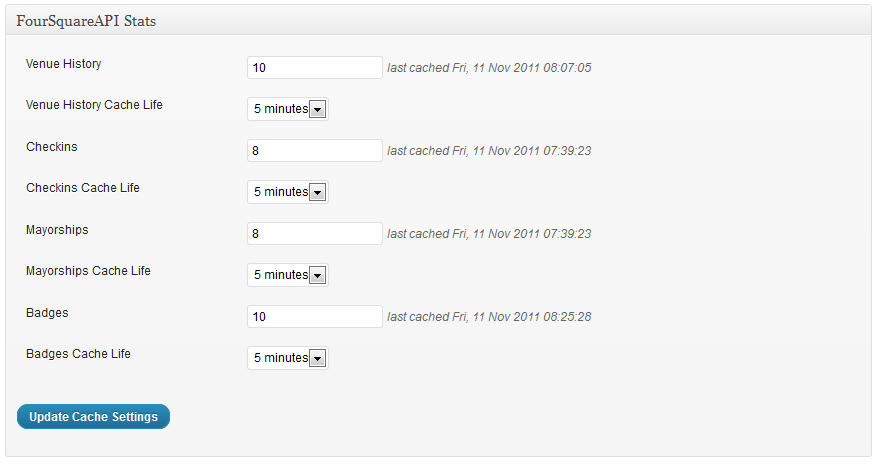 FourSquareAPI Stats
Venue History 10 last cached Fri, 11 Nov 2011 08:07:05
Venue History Cache Life 5 minutes
Checkins 8 last cached Fri, 11 Nov 2011 07:39:23
Checkins Cache Life 5 minutes
Mayorships 8 last cached Fri, 11 Nov 2011 07:39:23
Mayorships Cache Life 5 minutes
Badges 10 last cached Fri, 11 Nov 2011 08:25:28
Badges Cache Life 5 minutes
Update Cache Settings